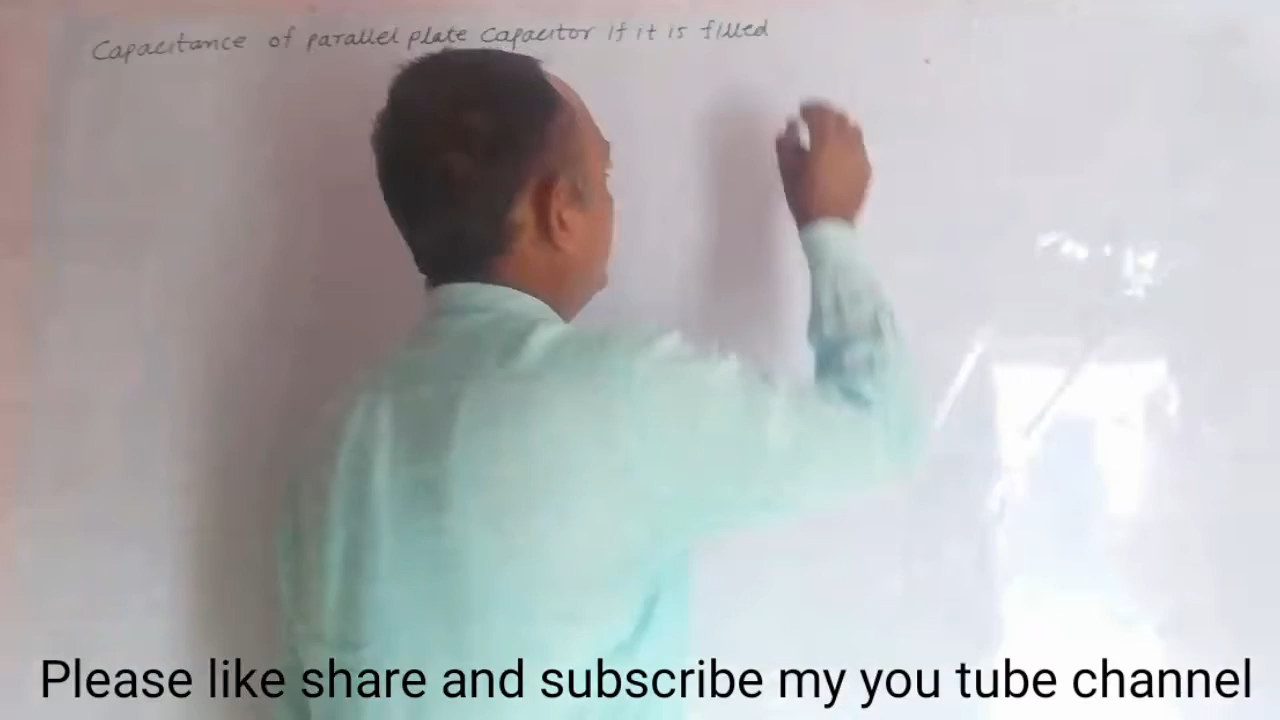 Capacitance of parallel plate capacitor if it is filled
Please like share and subscribe my you tube channel